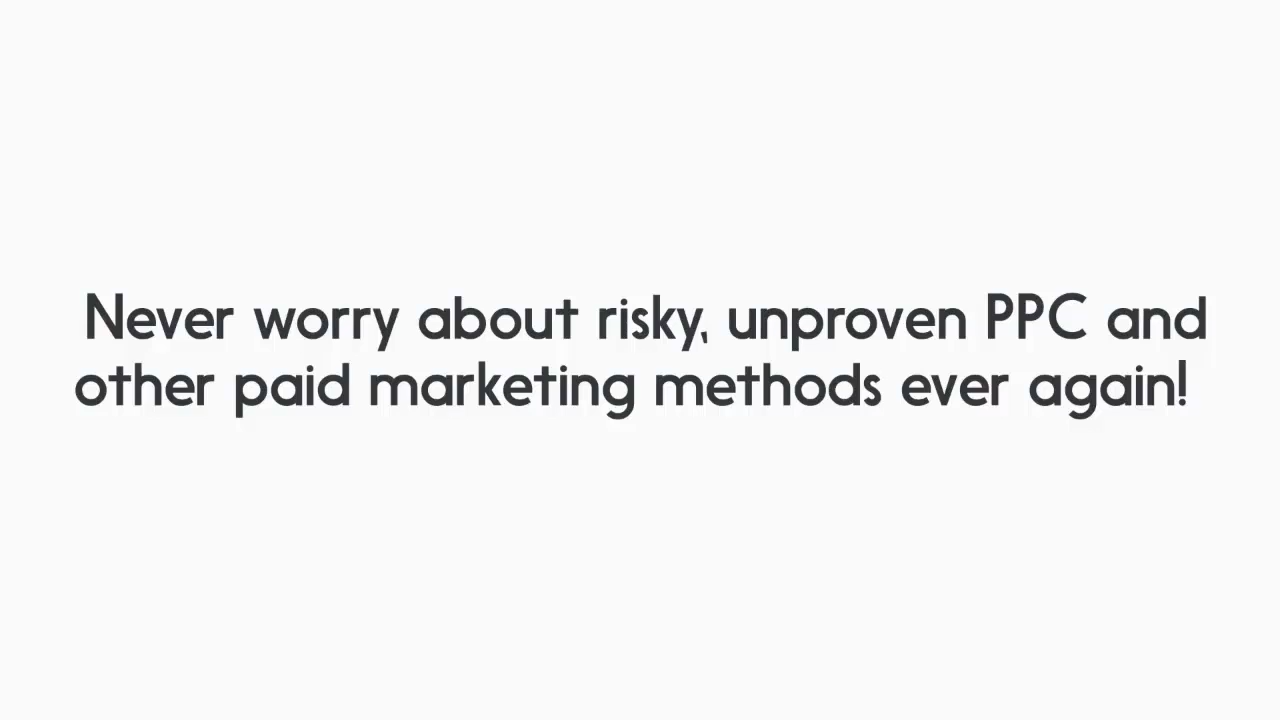 Never worry about risky, unproven PPC and
other paid marketing methods ever again!